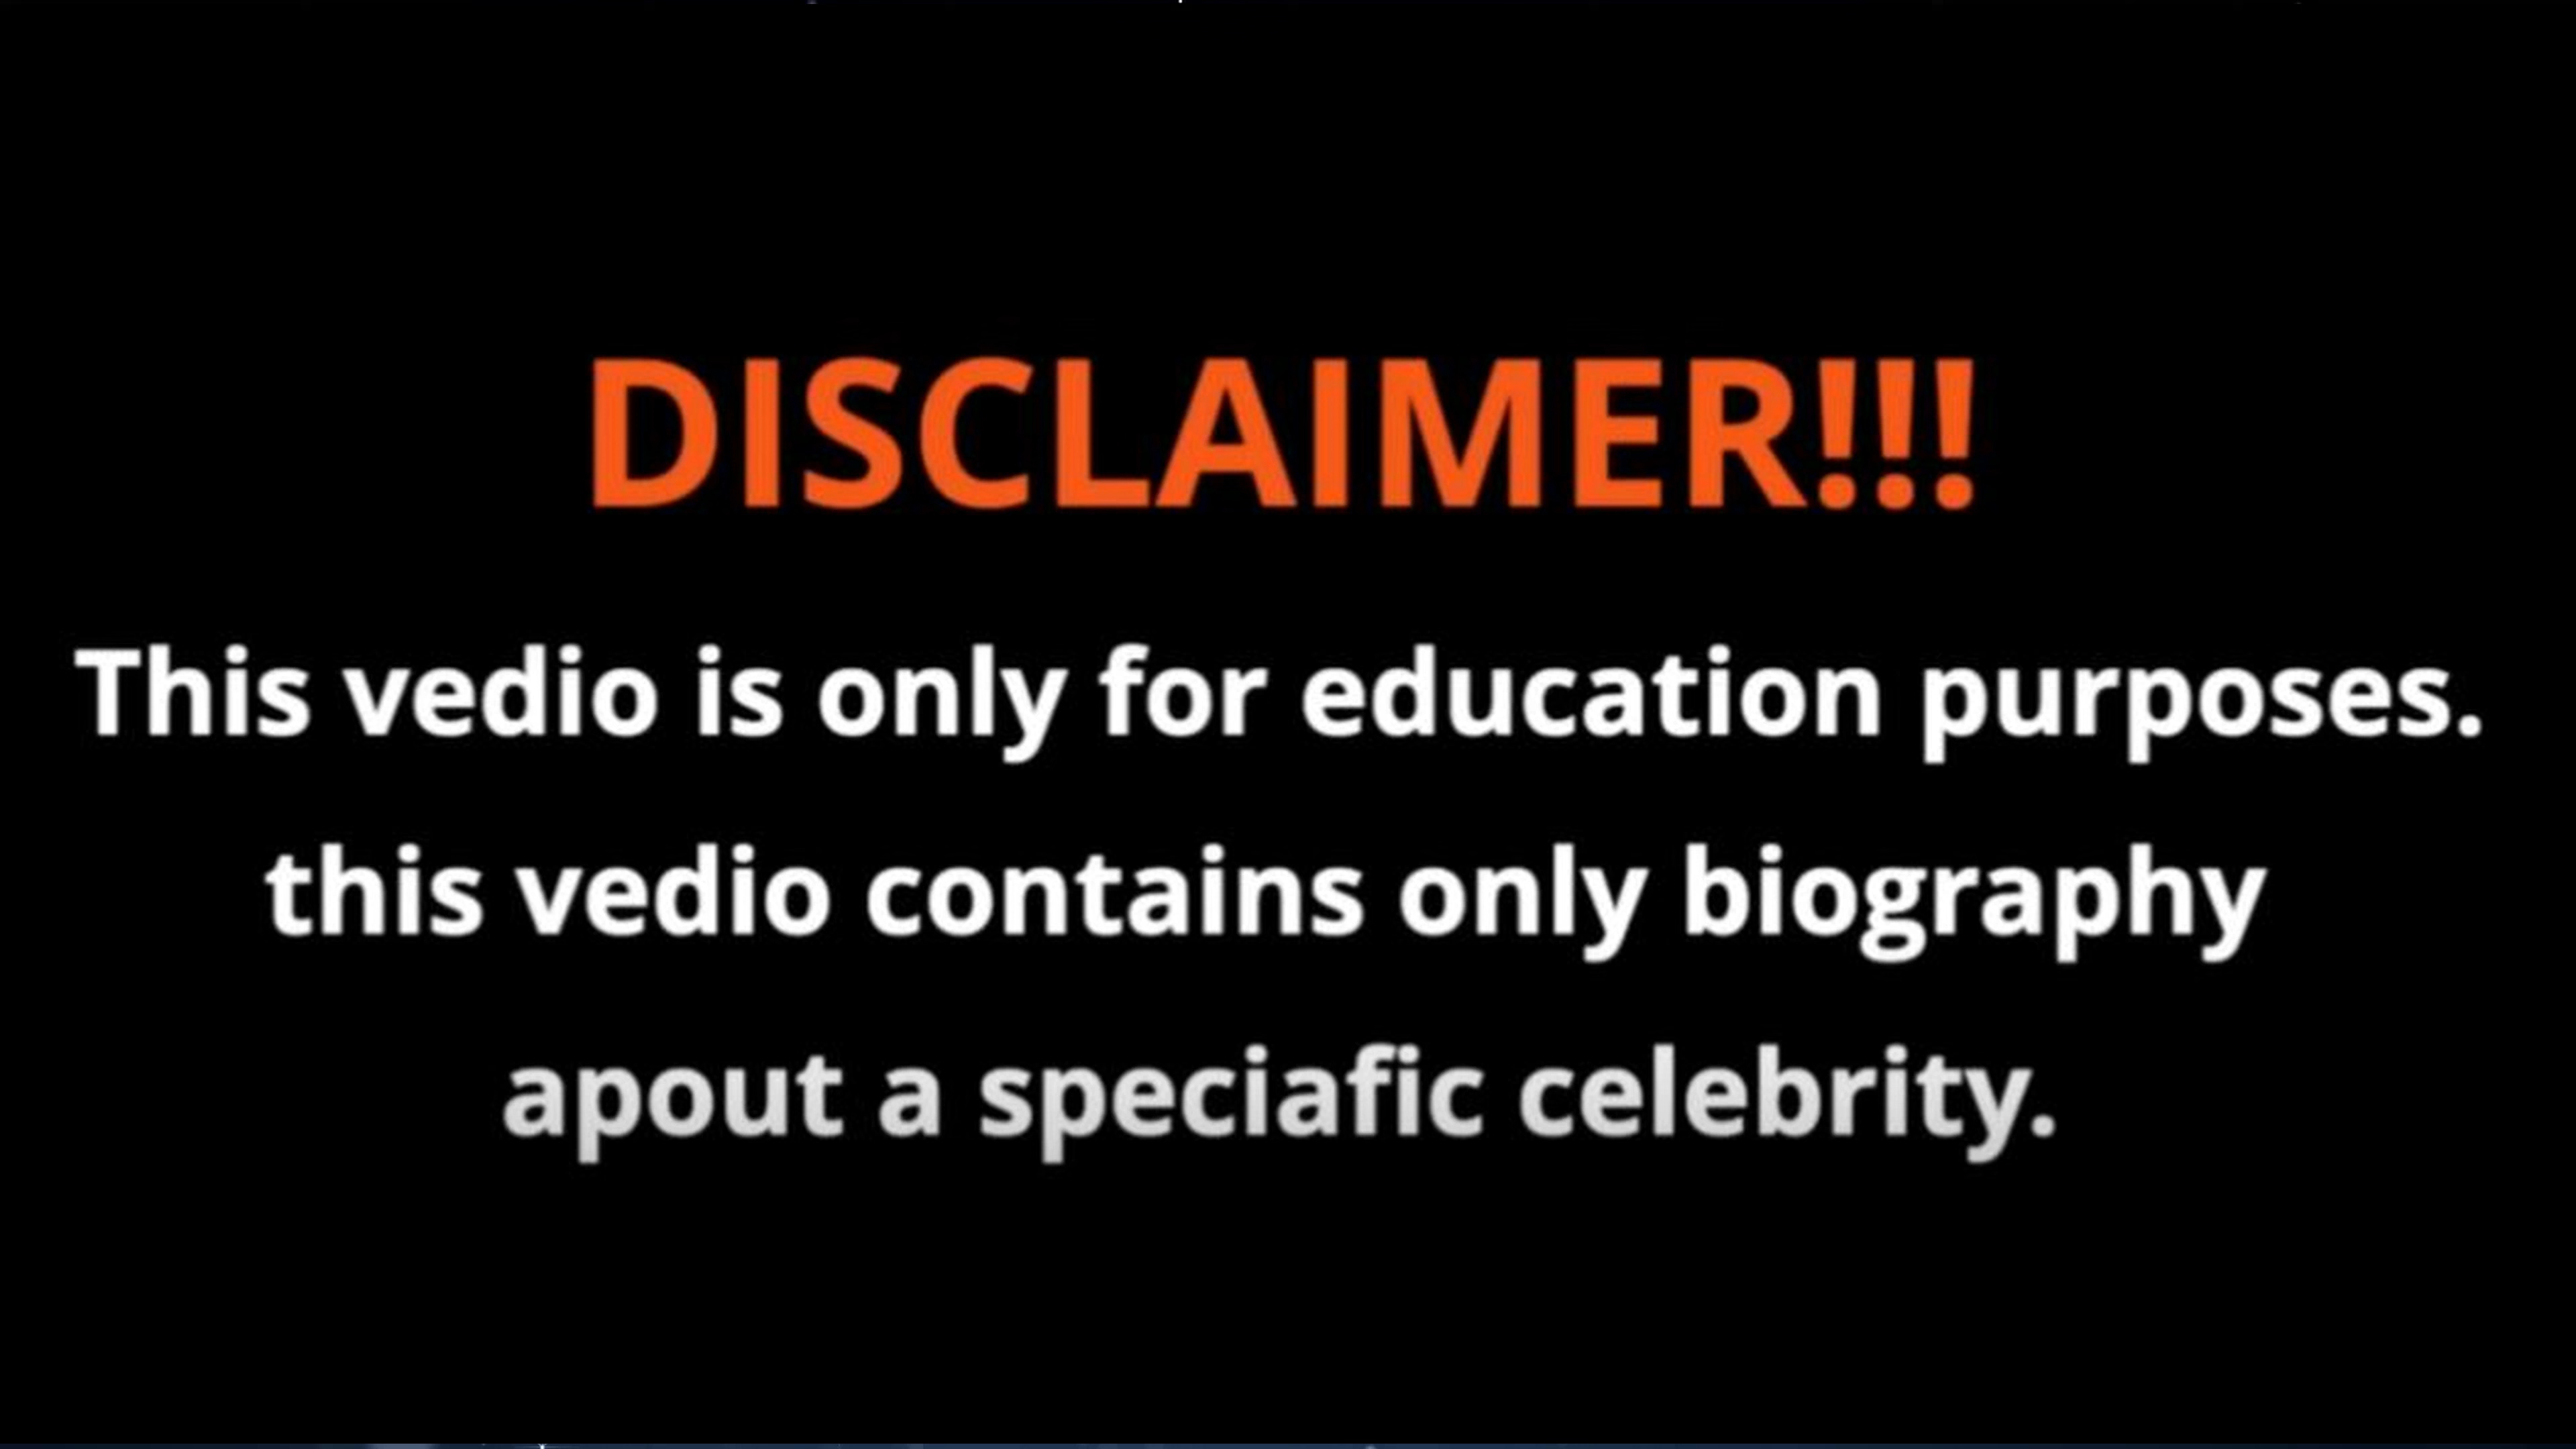 DISCLAIMER!!!
This vedio is only for education purposes.
this vedio contains only biography
apout a speciafic celebrity.